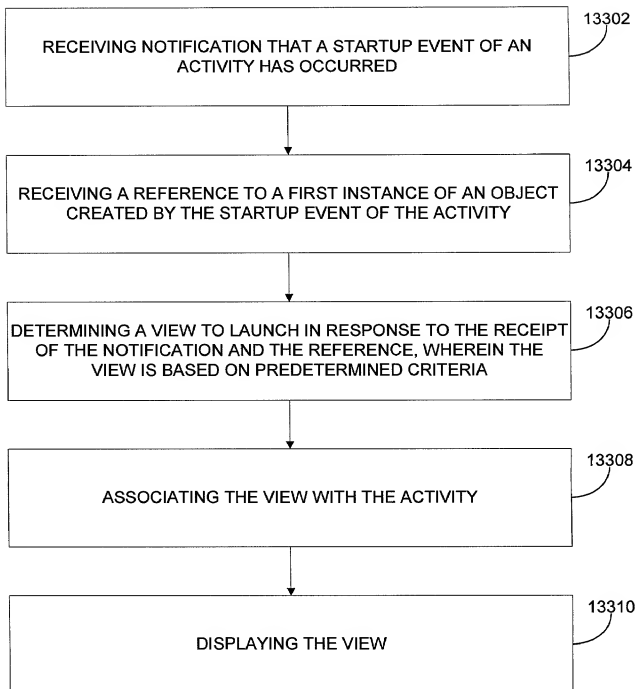 13302
RECEIVING NOTIFICATION THAT A STARTUP EVENT OF AN
ACTIVITY HAS OCCURRED
13304
RECEIVING A REFERENCE TO A FIRST INSTANCE OF AN OBJECT
CREATED BY THE STARTUP EVENT OF THE ACTIVITY
13306
DETERMINING A VIEW TO LAUNCH IN RESPONSE TO THE RECEIPT
OF THE NOTIFICATION AND THE REFERENCE, WHEREIN THE
VIEW IS BASED ON PREDETERMINED CRITERIA
13308
ASSOCIATING THE VIEW WITH THE ACTIVITY
13310
DISPLAYING THE VIEW